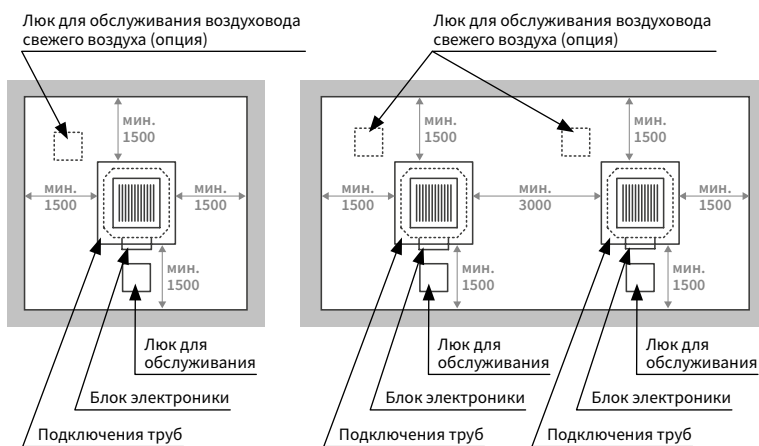 Люк для обслуживания воздуховода
свежего воздуха (опция)
мин.
1500
мин.
1500
мин.
1500
мин.
1500
Люк для
обслуживания
Блок электроники
Подключения труб
Люк для обслуживания воздуховода
свежего воздуха (опция)
мин.
1500
мин.
1500
мин.
1500
мин.
3000
мин.
1500
мин.
1500
мин.
1500
Люк для
обслуживания
Люк для
обслуживания
Блок электроники
Блок электроники
Подключения труб
Подключения труб